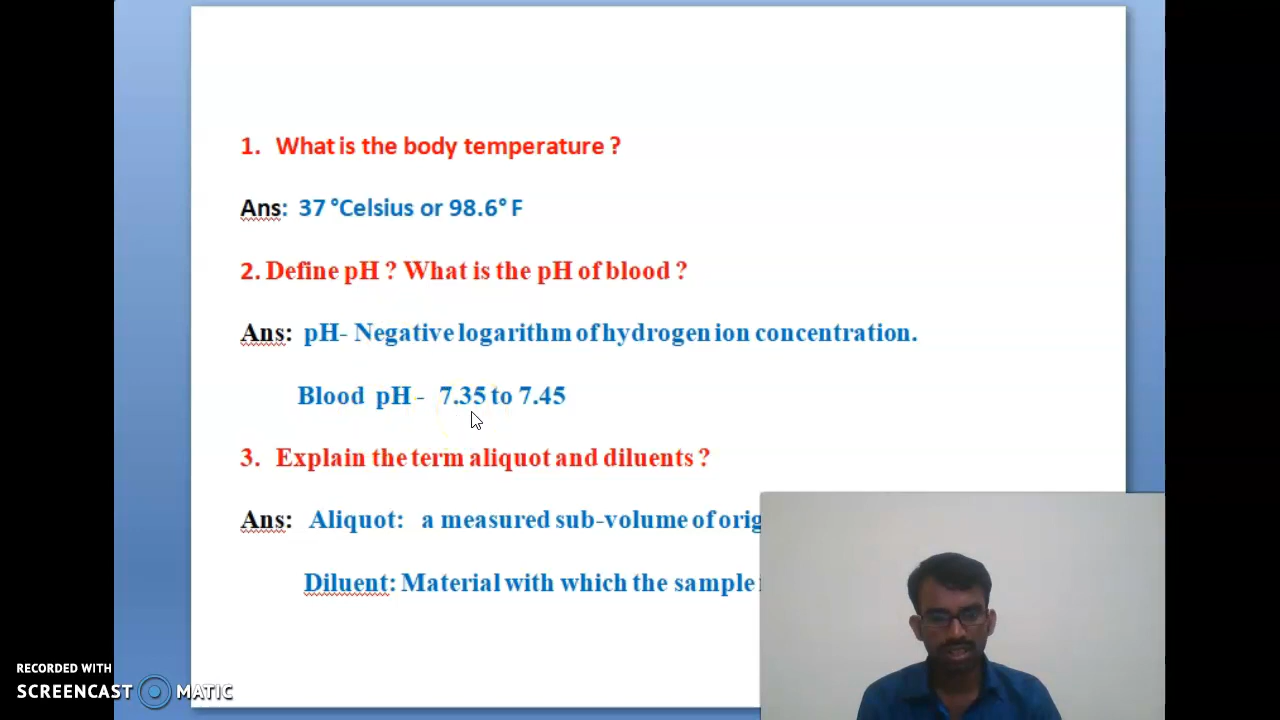 1. What is the body temperature ?
Ans: 37 °Celsius or 98.6° F
2. Define pH ? What is the pH of blood ?
Ans: pH- Negative logarithm of hydrogen ion concentration.
Blood pH - 7.35 to 7.45
3. Explain the term aliquot and diluents ?
Ans: Aliquot: a measured sub-volume of orig
Diluent: Material with which the sample
RECORDED WITH
SCREENCAST MATIC